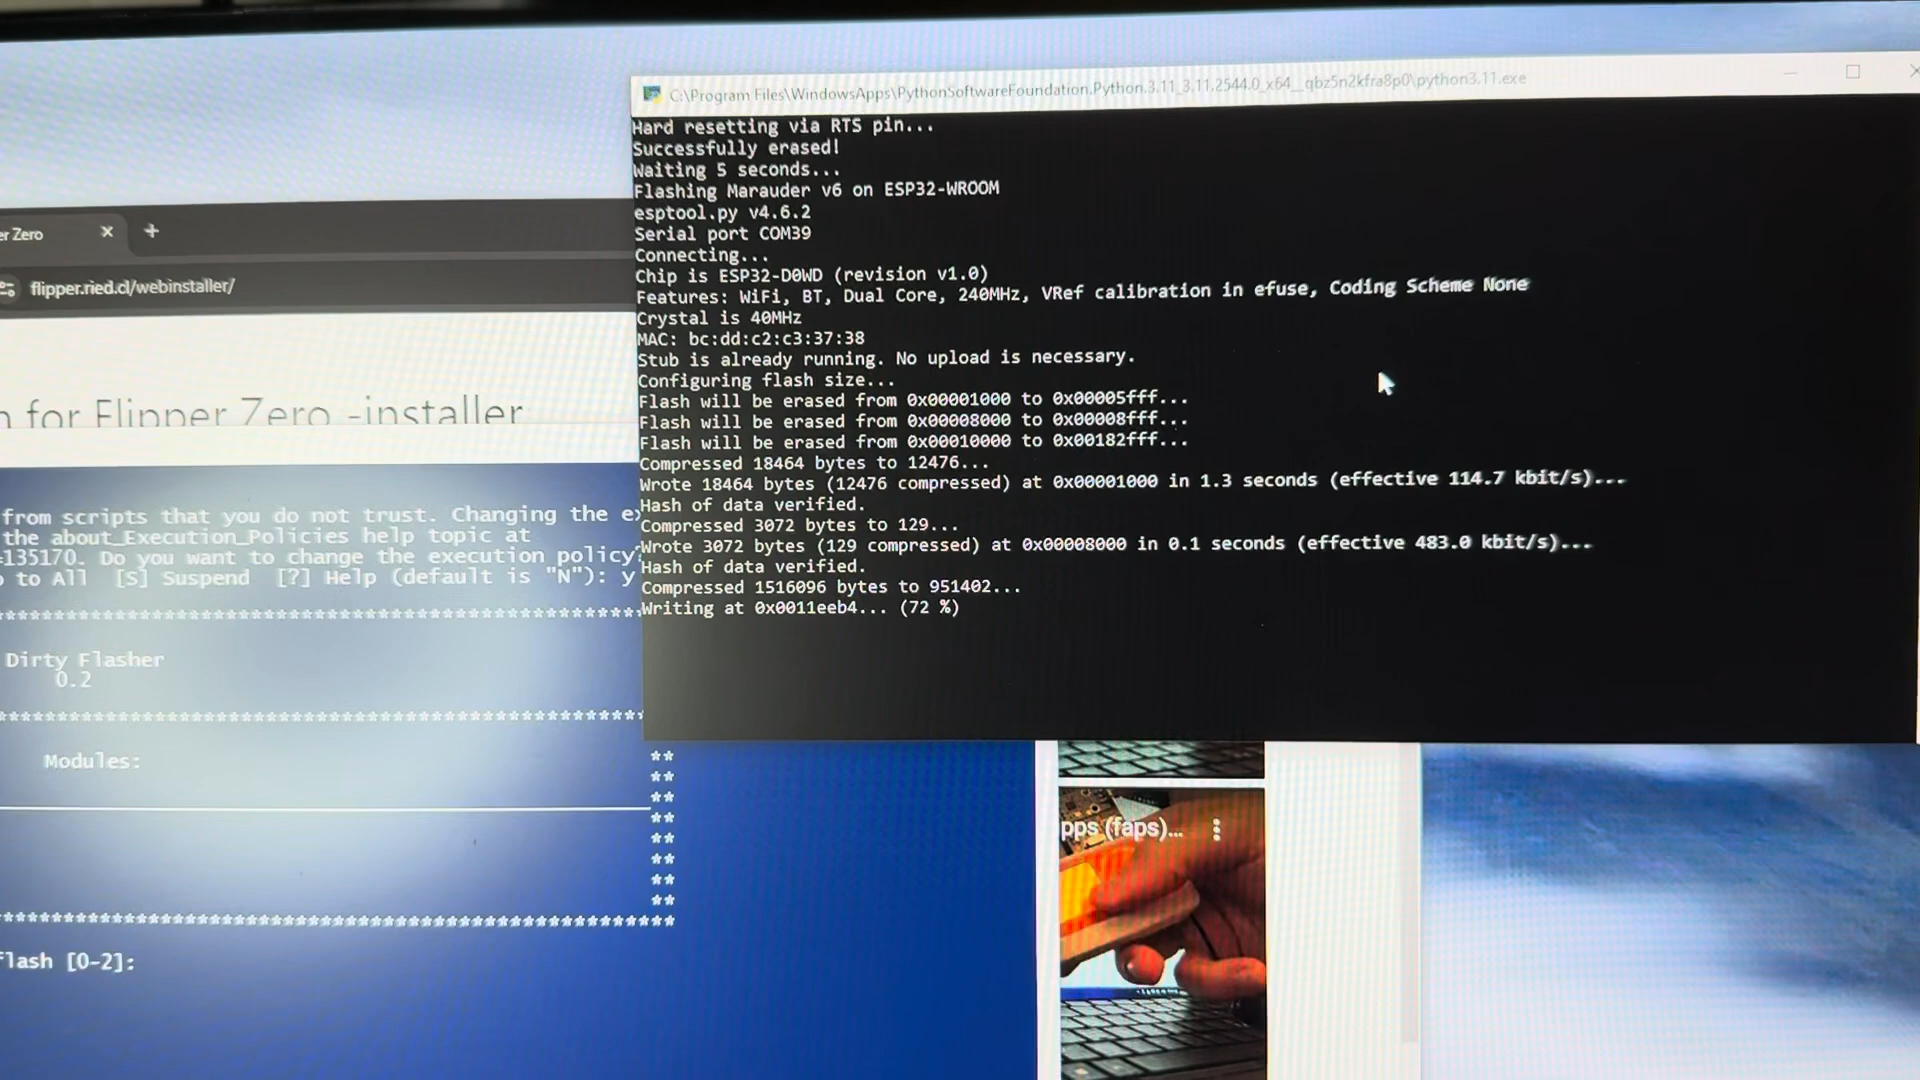 C:\Program Files\WindowsApps\PythonSoftwareFoundation.Python.3.11_3.11.2544.0_x64__qbz5n2kfra8p0\python3.11.exe
Hard resetting via RTS pin...
Successfully erased!
Waiting 5 seconds...
Flashing Marauder v6 on ESP32-WROOM
esptool.py v4.6.2
Serial port COM39
Connecting...
Chip is ESP32-D0WD (revision v1.0)
Features: WiFi, BT, Dual Core, 240MHz, VRef calibration in efuse, Coding Scheme None
Crystal is 40MHz
MAC: bc:dd:c2:c3:37:38
Stub is already running. No upload is necessary.
Configuring flash size...
Flash will be erased from 0x00001000 to 0x00005fff...
Flash will be erased from 0x00008000 to 0x00008fff...
Flash will be erased from 0x00010000 to 0x00182fff...
Compressed 18464 bytes to 12476...
Wrote 18464 bytes (12476 compressed) at 0x00001000 in 1.3 seconds (effective 114.7 kbit/s)...
Hash of data verified.
Compressed 3072 bytes to 129...
Wrote 3072 bytes (129 compressed) at 0x00008000 in 0.1 seconds (effective 483.0 kbit/s)...
Hash of data verified.
Compressed 1516096 bytes to 951402...
Writing at 0x0011eeb4... (72 %)
er Zero
flipper.ried.cl/webinstaller/
n for Flipper Zero -installer
from scripts that you do not trust. Changing the ex
the about_Execution_Policies help topic at
=135170. Do you want to change the execution policy?
o to All [S] Suspend [?] Help (default is "N"): y
****************************************************
Dirty Flasher
0.2
****************************************************
Modules:
**
**
**
**
**
**
**
**
*******************************************************
flash [0-2]:
pps (faps)...